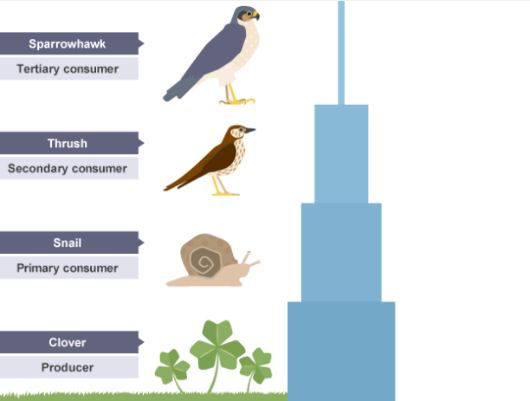 Sparrowhawk
Tertiary consumer
Thrush
Secondary consumer
Snail
Primary consumer
Clover
Producer